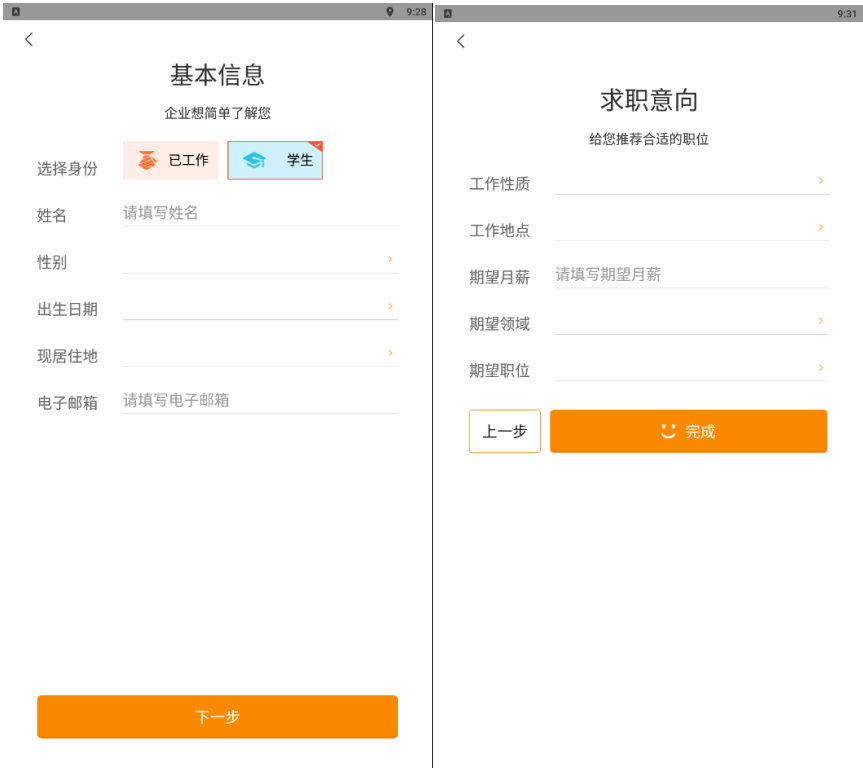 9:28
基本信息
企业想简单了解您
选择身份 已工作 学生
姓名 请填写姓名
性别
出生日期
现居住地
电子邮箱 请填写电子邮箱
下一步
9:31
求职意向
给您推荐合适的职位
工作性质
工作地点
期望月薪 请填写期望月薪
期望领域
期望职位
上一步 完成